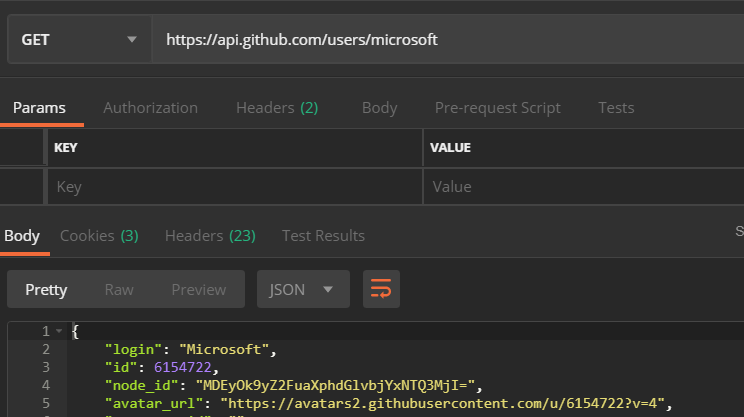 GET https://api.github.com/users/microsoft
Params Authorization Headers (2) Body Pre-request Script Tests
KEY VALUE
Key Value
Body Cookies (3) Headers (23) Test Results S
Pretty Raw Preview JSON
1 {
2 "login": "Microsoft",
3 "id": 6154722,
4 "node_id": "MDEyOk9yZ2FuaXphdGlvbjYxNTQ3MjI=",
5 "avatar_url": "https://avatars2.githubusercontent.com/u/6154722?v=4",